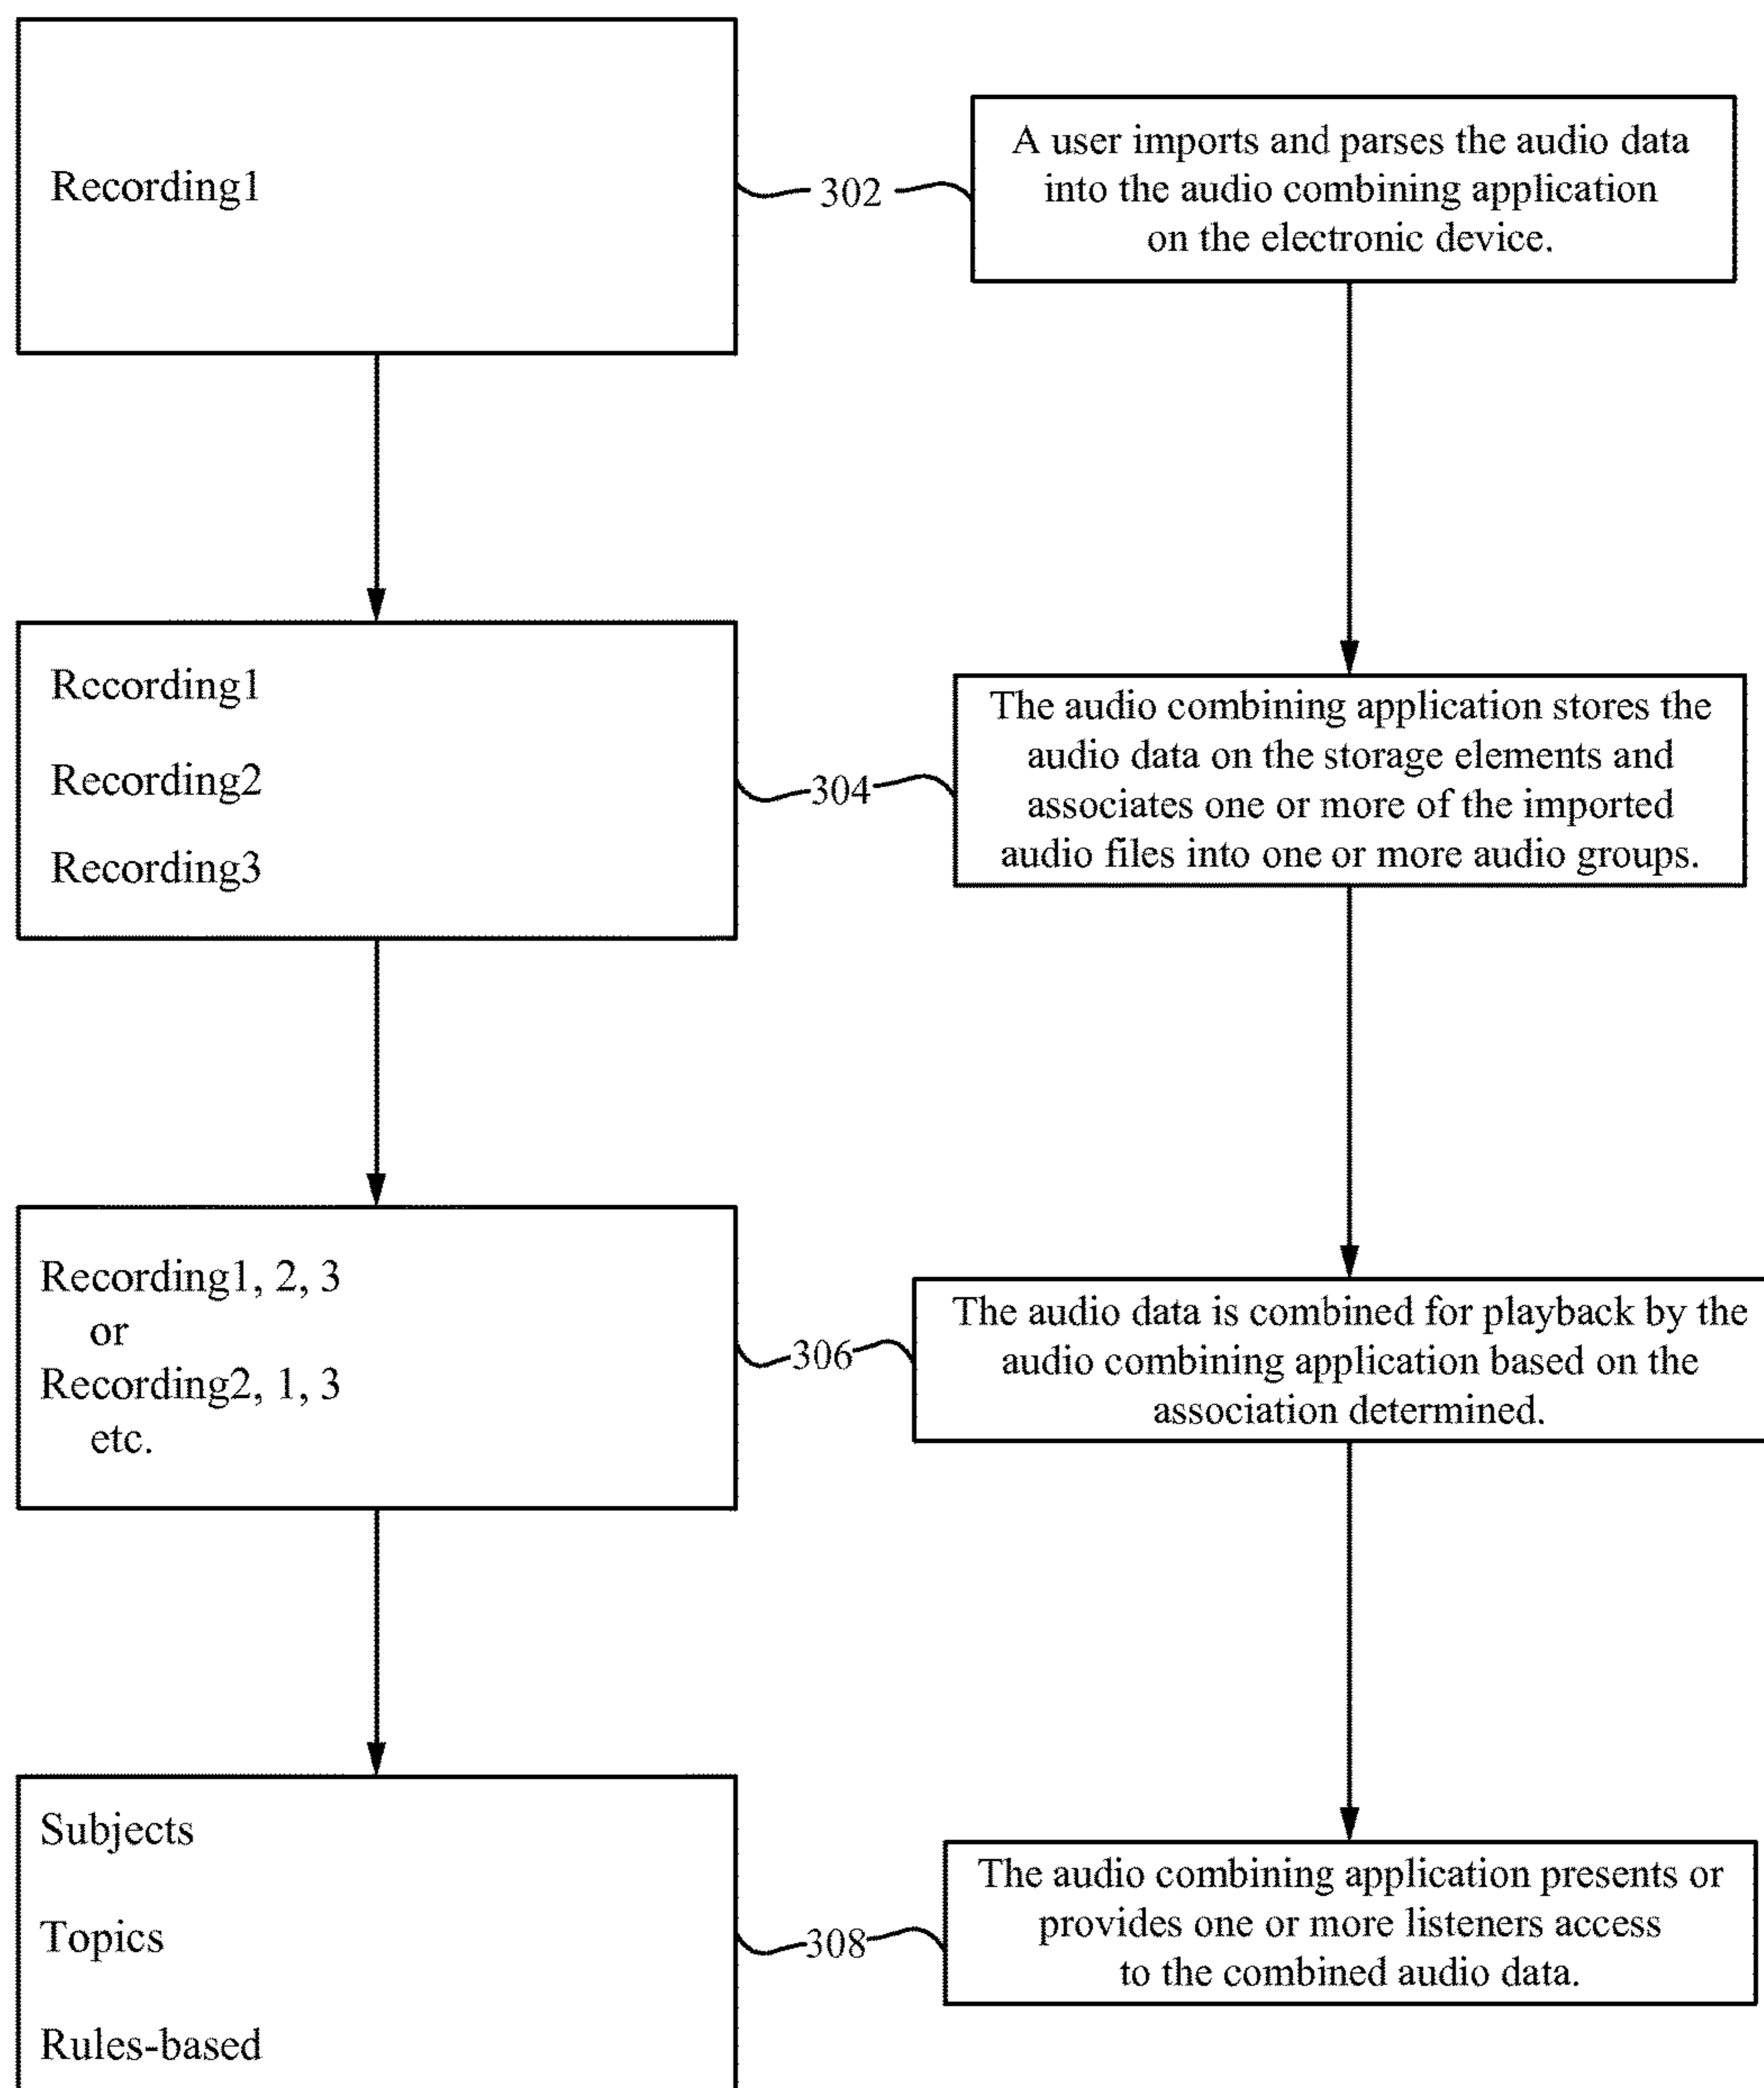 Recording1
302
A user imports and parses the audio data
into the audio combining application
on the electronic device.
Rccording1
Recording2
Recording3
304
The audio combining application stores the
audio data on the storage elements and
associates one or more of the imported
audio files into one or more audio groups.
Recording1, 2, 3
or
Recording2, 1, 3
etc.
306
The audio data is combined for playback by the
audio combining application based on the
association determined.
Subjects
Topics
Rules-based
308
The audio combining application presents or
provides one or more listeners access
to the combined audio data.